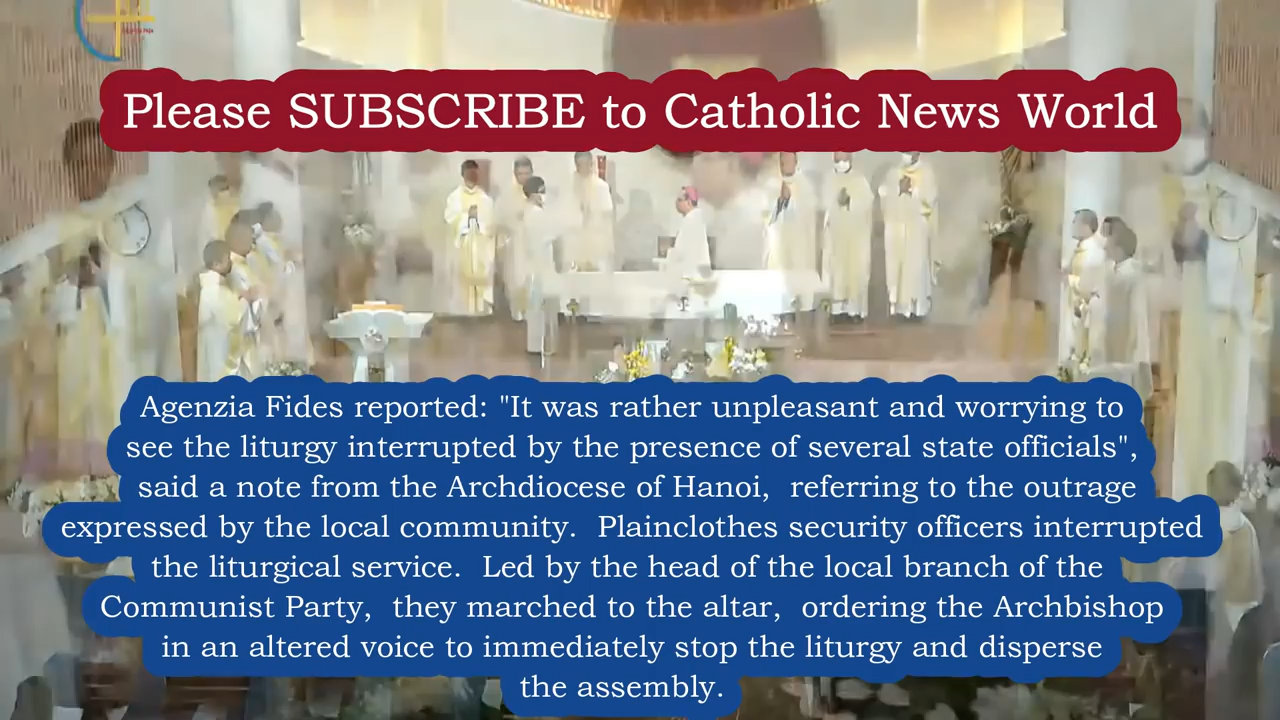 Please SUBSCRIBE to Catholic News World
Agenzia Fides reported: "It was rather unpleasant and worrying to
see the liturgy interrupted by the presence of several state officials",
said a note from the Archdiocese of Hanoi,  referring to the outrage
expressed by the local community.  Plainclothes security officers interrupted
the liturgical service.  Led by the head of the local branch of the
Communist Party,  they marched to the altar,  ordering the Archbishop
in an altered voice to immediately stop the liturgy and disperse
the assembly.